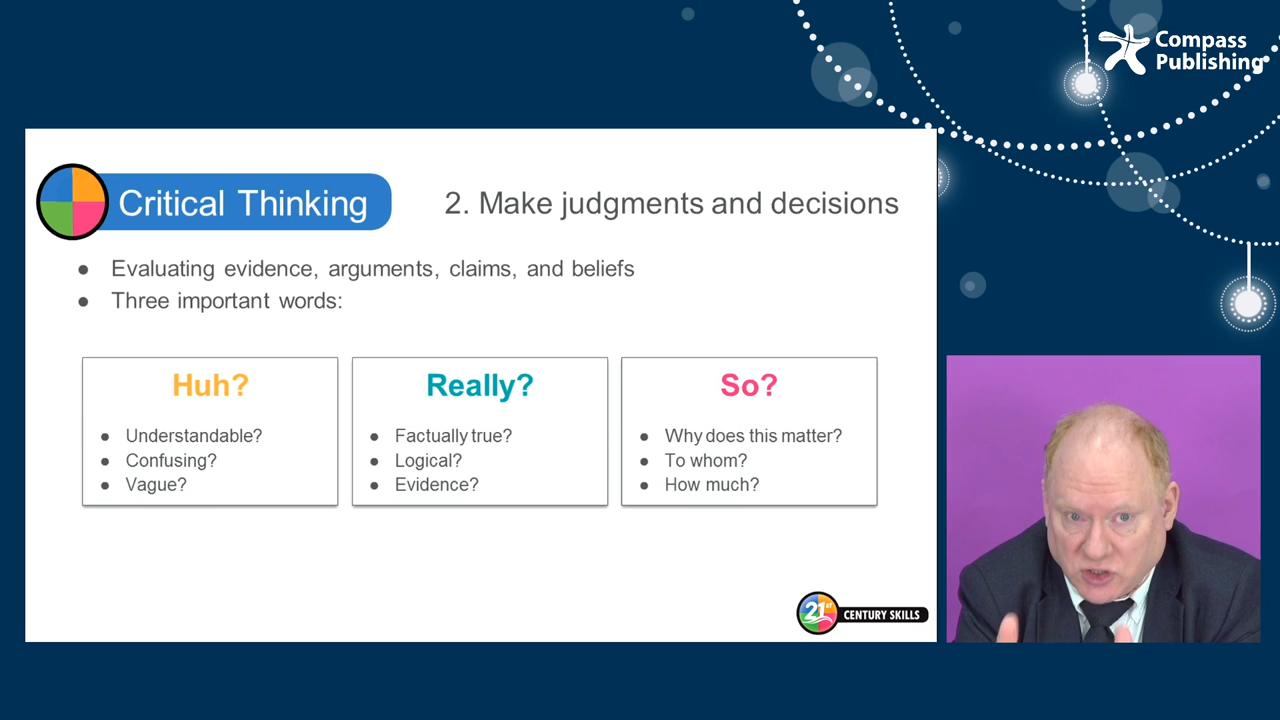 Compass
Publishing
Critical Thinking
2. Make judgments and decisions
● Evaluating evidence, arguments, claims, and beliefs
● Three important words:
Huh?
● Understandable?
● Confusing?
● Vague?
Really?
● Factually true?
● Logical?
● Evidence?
So?
● Why does this matter?
● To whom?
● How much?
21st
CENTURY SKILLS